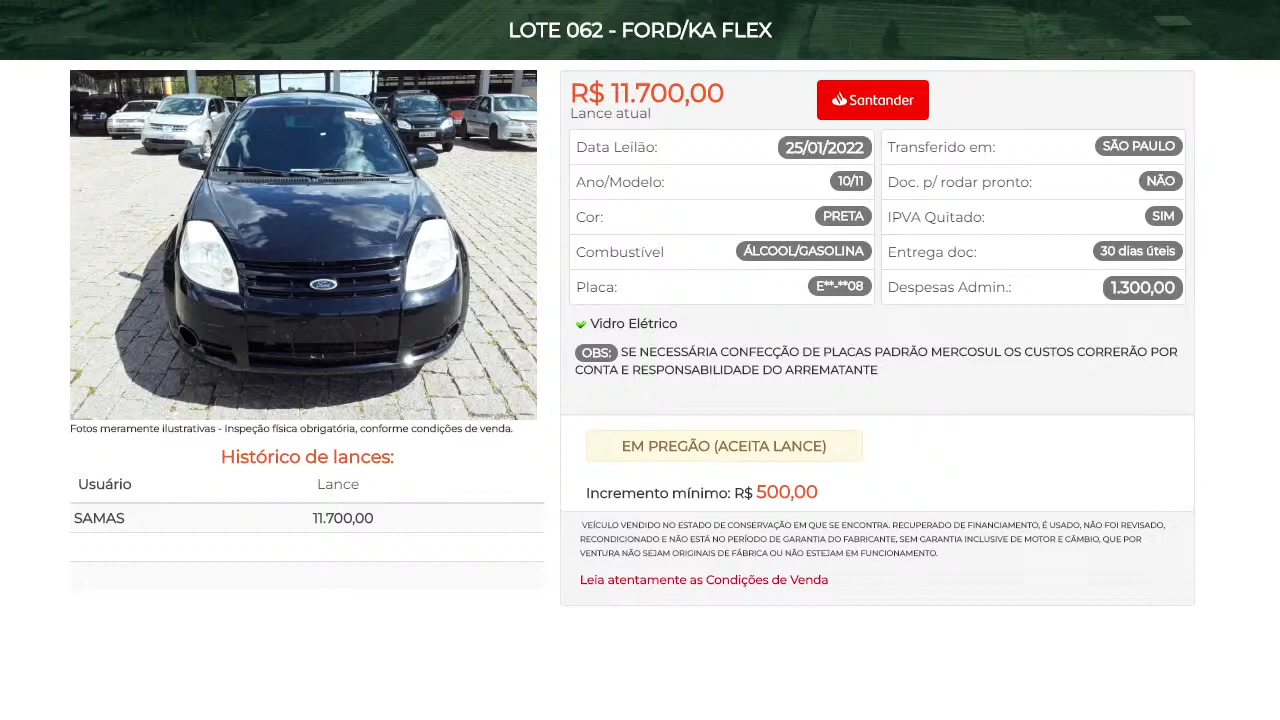 LOTE 062 - FORD/KA FLEX
Fotos meramente ilustrativas - Inspeção física obrigatória, conforme condições de venda.
Histórico de lances:
Usuário Lance
SAMAS 11.700,00
R$ 11.700,00
Lance atual
Santander
Data Leilão: 25/01/2022
Ano/Modelo: 10/11
Cor: PRETA
Combustível ÁLCOOL/GASOLINA
Placa: E**-**08
Transferido em: SÃO PAULO
Doc. p/ rodar pronto: NÃO
IPVA Quitado: SIM
Entrega doc: 30 dias úteis
Despesas Admin.: 1.300,00
Vidro Elétrico
OBS: SE NECESSÁRIA CONFECÇÃO DE PLACAS PADRÃO MERCOSUL OS CUSTOS CORRERÃO POR
CONTA E RESPONSABILIDADE DO ARREMATANTE
EM PREGÃO (ACEITA LANCE)
Incremento mínimo: R$ 500,00
VEÍCULO VENDIDO NO ESTADO DE CONSERVAÇÃO EM QUE SE ENCONTRA. RECUPERADO DE FINANCIAMENTO, É USADO, NÃO FOI REVISADO,
RECONDICIONADO E NÃO ESTÁ NO PERÍODO DE GARANTIA DO FABRICANTE, SEM GARANTIA INCLUSIVE DE MOTOR E CÂMBIO, QUE POR
VENTURA NÃO SEJAM ORIGINAIS DE FÁBRICA OU NÃO ESTEJAM EM FUNCIONAMENTO.
Leia atentamente as Condições de Venda